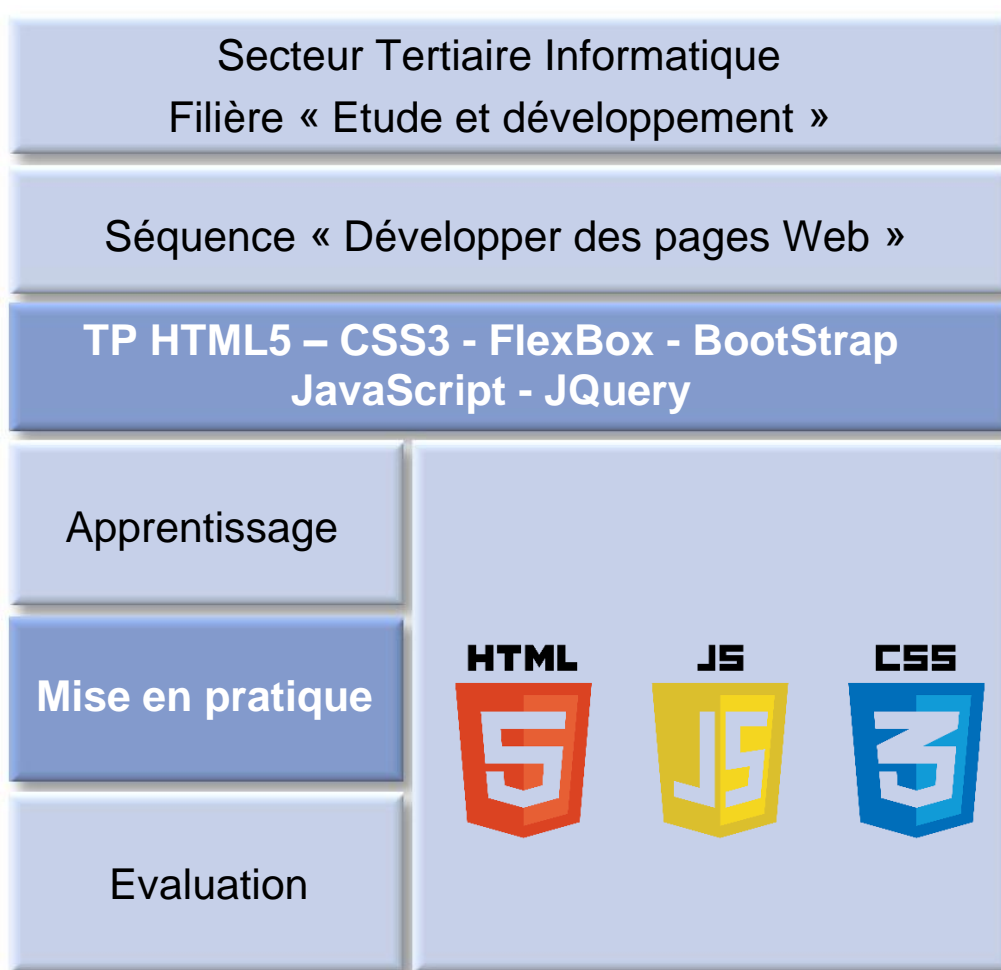 Secteur Tertiaire Informatique
Filière « Etude et développement »
Séquence « Développer des pages Web »
TP HTML5 – CSS3 - FlexBox - BootStrap
JavaScript - JQuery
Apprentissage
Mise en pratique
Evaluation
HTML
5
JS
JS
CSS
3